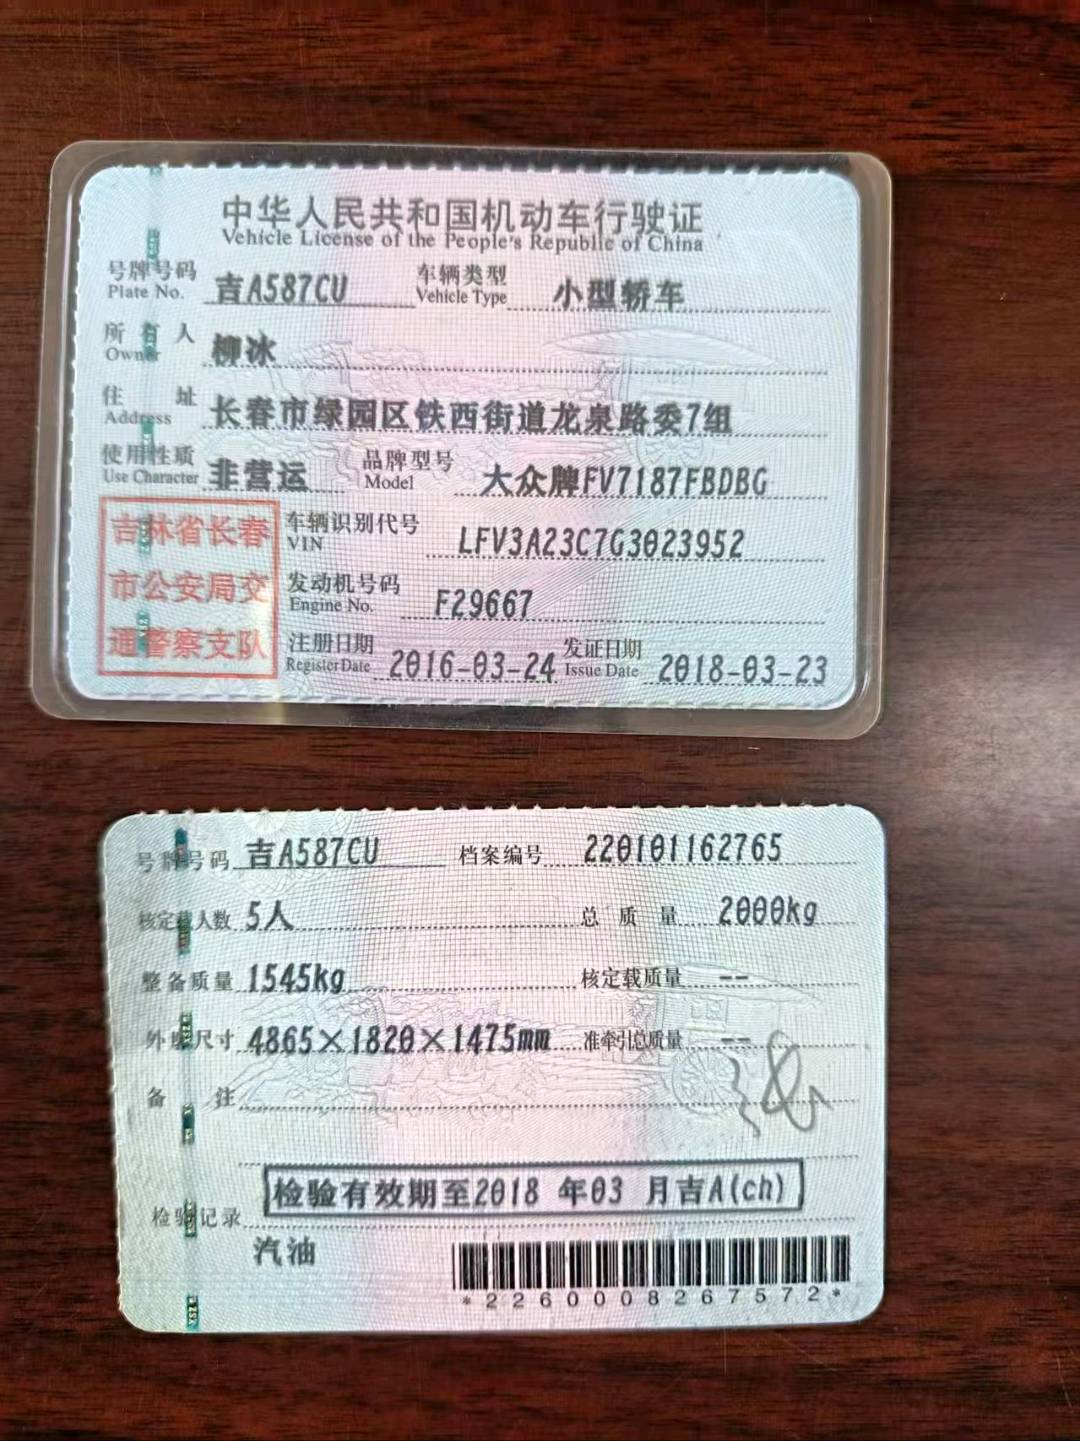 中华人民共和国机动车行驶证
Vehicle License of the People's Republic of China
号牌号码 吉A587CU 车辆类型 小型轿车
Plate No. Vehicle Type
所有人 柳冰
Owner
住址 长春市绿园区铁西街道龙泉路委7组
Address
使用性质 非营运 品牌型号 大众牌FV7187FBDBG
Use Character Model
吉林省长春
市公安局交
通警察支队
车辆识别代号 LFV3A23C7G3023952
VIN
发动机号码 F29667
Engine No.
注册日期 2016-03-24 发证日期 2018-03-23
Register Date Issue Date
号牌号码 吉A587CU 档案编号 220101162765
核定载人数 5人 总质量 2000kg
整备质量 1545kg 核定载质量 --
外廓尺寸 4865×1820×1475mm 准牵引总质量 --
备注
检验记录 检验有效期至2018年03月吉A(ch)
汽油
*2260008267572*